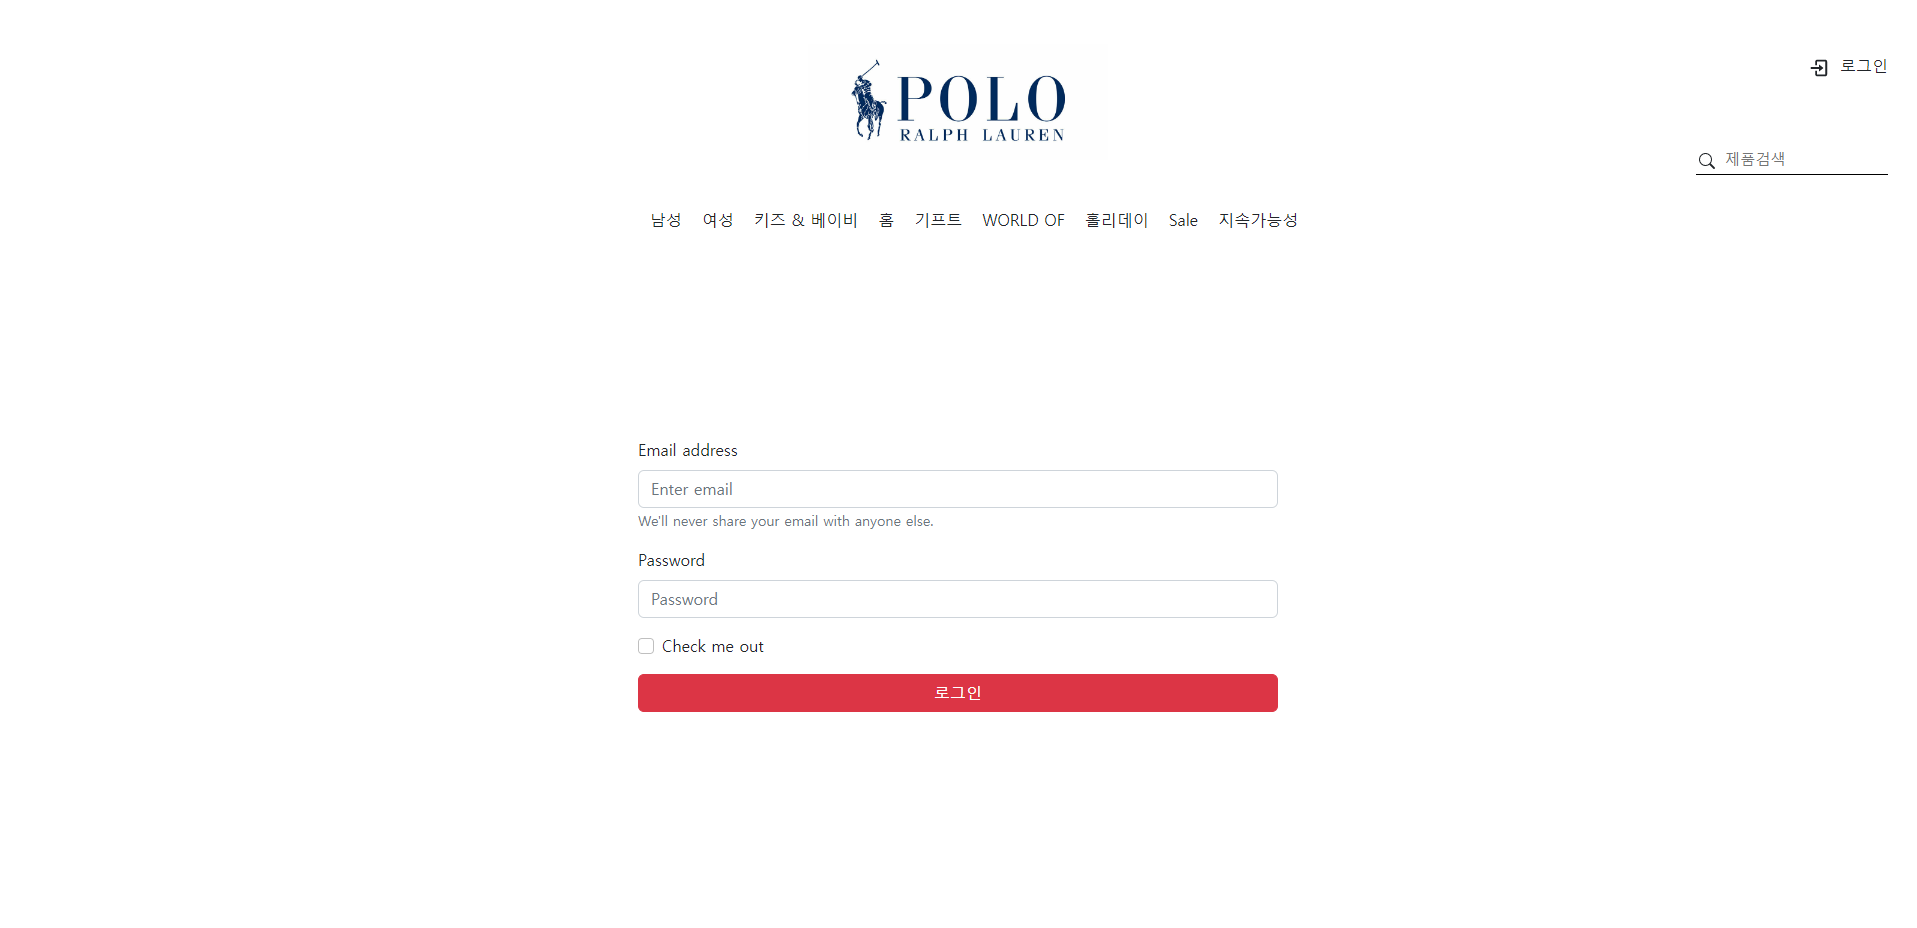 POLO
RALPH LAUREN
로그인
제품검색
남성 여성 키즈 & 베이비 홈 기프트 WORLD OF 홀리데이 Sale 지속가능성
Email address
Enter email
We'll never share your email with anyone else.
Password
Password
Check me out
로그인